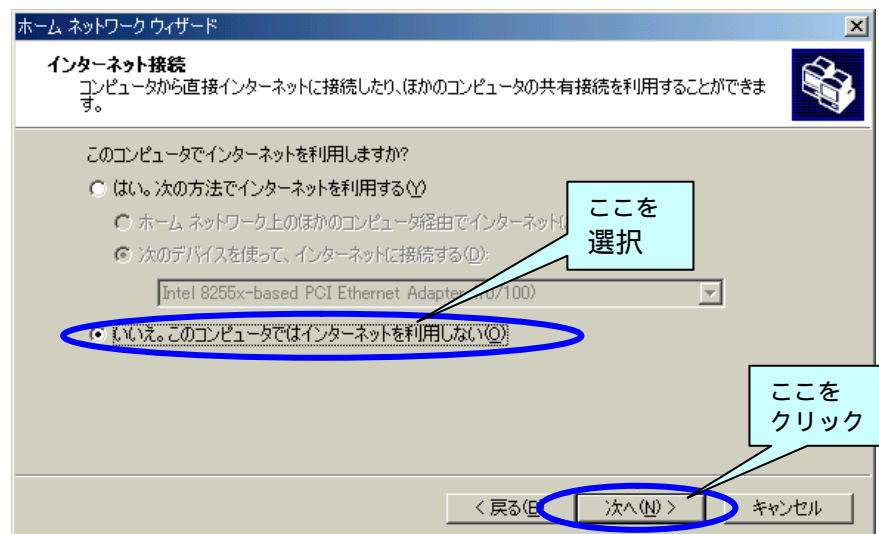 ホーム ネットワーク ウィザード
インターネット接続
コンピュータから直接インターネットに接続したり、ほかのコンピュータの共有接続を利用することができま
す。
このコンピュータでインターネットを利用しますか?
はい。次の方法でインターネットを利用する(Y)
ホーム ネットワーク上のほかのコンピュータ経由でインターネットに
次のデバイスを使って、インターネットに接続する(D):
Intel 8255x-based PCI Ethernet Adapter /100)
いいえ。このコンピュータではインターネットを利用しない(O)
ここを
選択
ここを
クリック
< 戻る(B
次へ(N) >
キャンセル